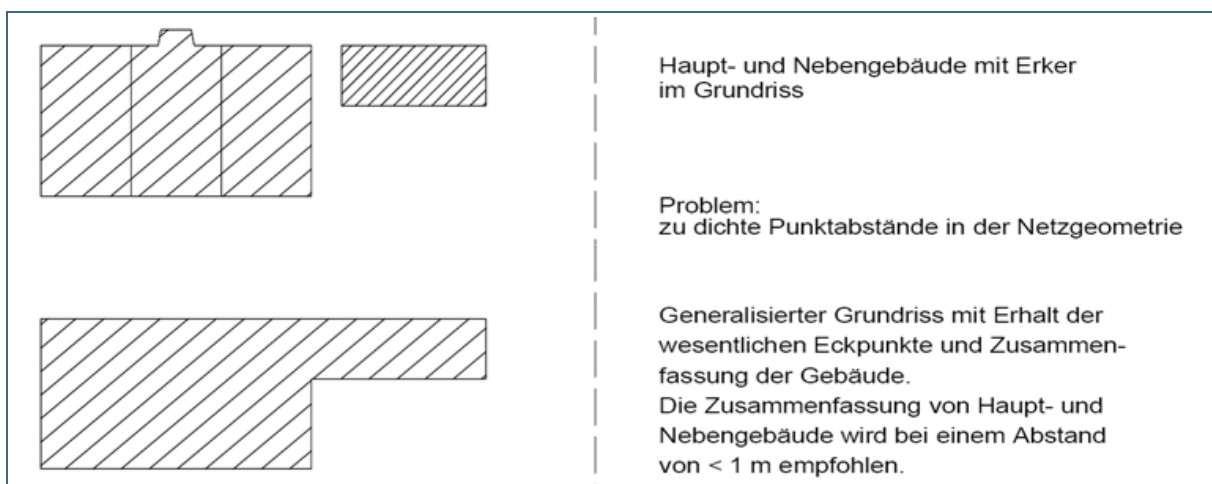 Haupt- und Nebengebäude mit Erker
im Grundriss
Problem:
zu dichte Punktabstände in der Netzgeometrie
Generalisierter Grundriss mit Erhalt der
wesentlichen Eckpunkte und Zusammen-
fassung der Gebäude.
Die Zusammenfassung von Haupt- und
Nebengebäude wird bei einem Abstand
von < 1 m empfohlen.